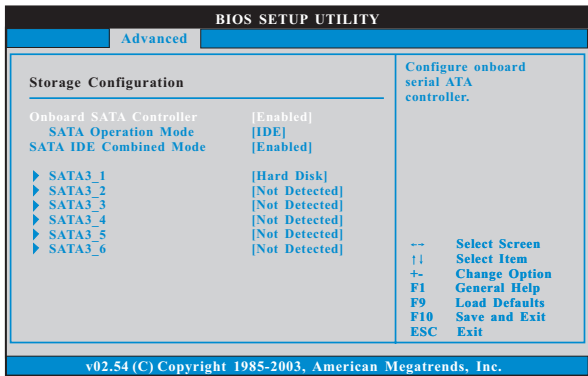 BIOS SETUP UTILITY
Advanced
Storage Configuration
Onboard SATA Controller [Enabled]
SATA Operation Mode [IDE]
SATA IDE Combined Mode [Enabled]
SATA3_1 [Hard Disk]
SATA3_2 [Not Detected]
SATA3_3 [Not Detected]
SATA3_4 [Not Detected]
SATA3_5 [Not Detected]
SATA3_6 [Not Detected]
Configure onboard
serial ATA
controller.
←→ Select Screen
↑↓ Select Item
+- Change Option
F1 General Help
F9 Load Defaults
F10 Save and Exit
ESC Exit
v02.54 (C) Copyright 1985-2003, American Megatrends, Inc.